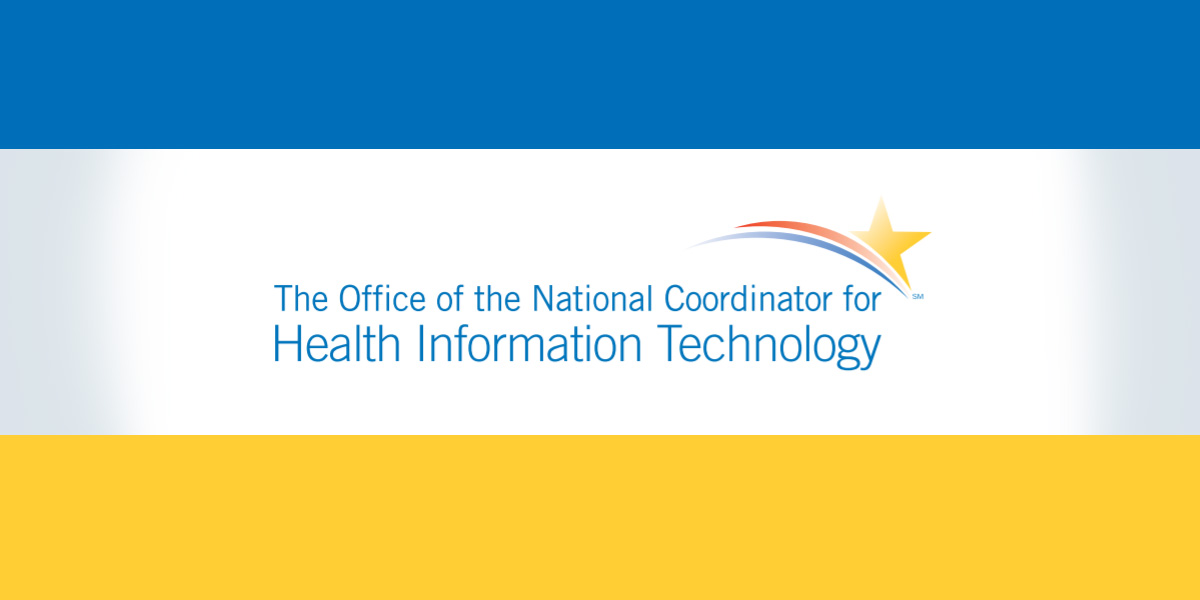 The Office of the National Coordinator for
Health Information Technology
SM